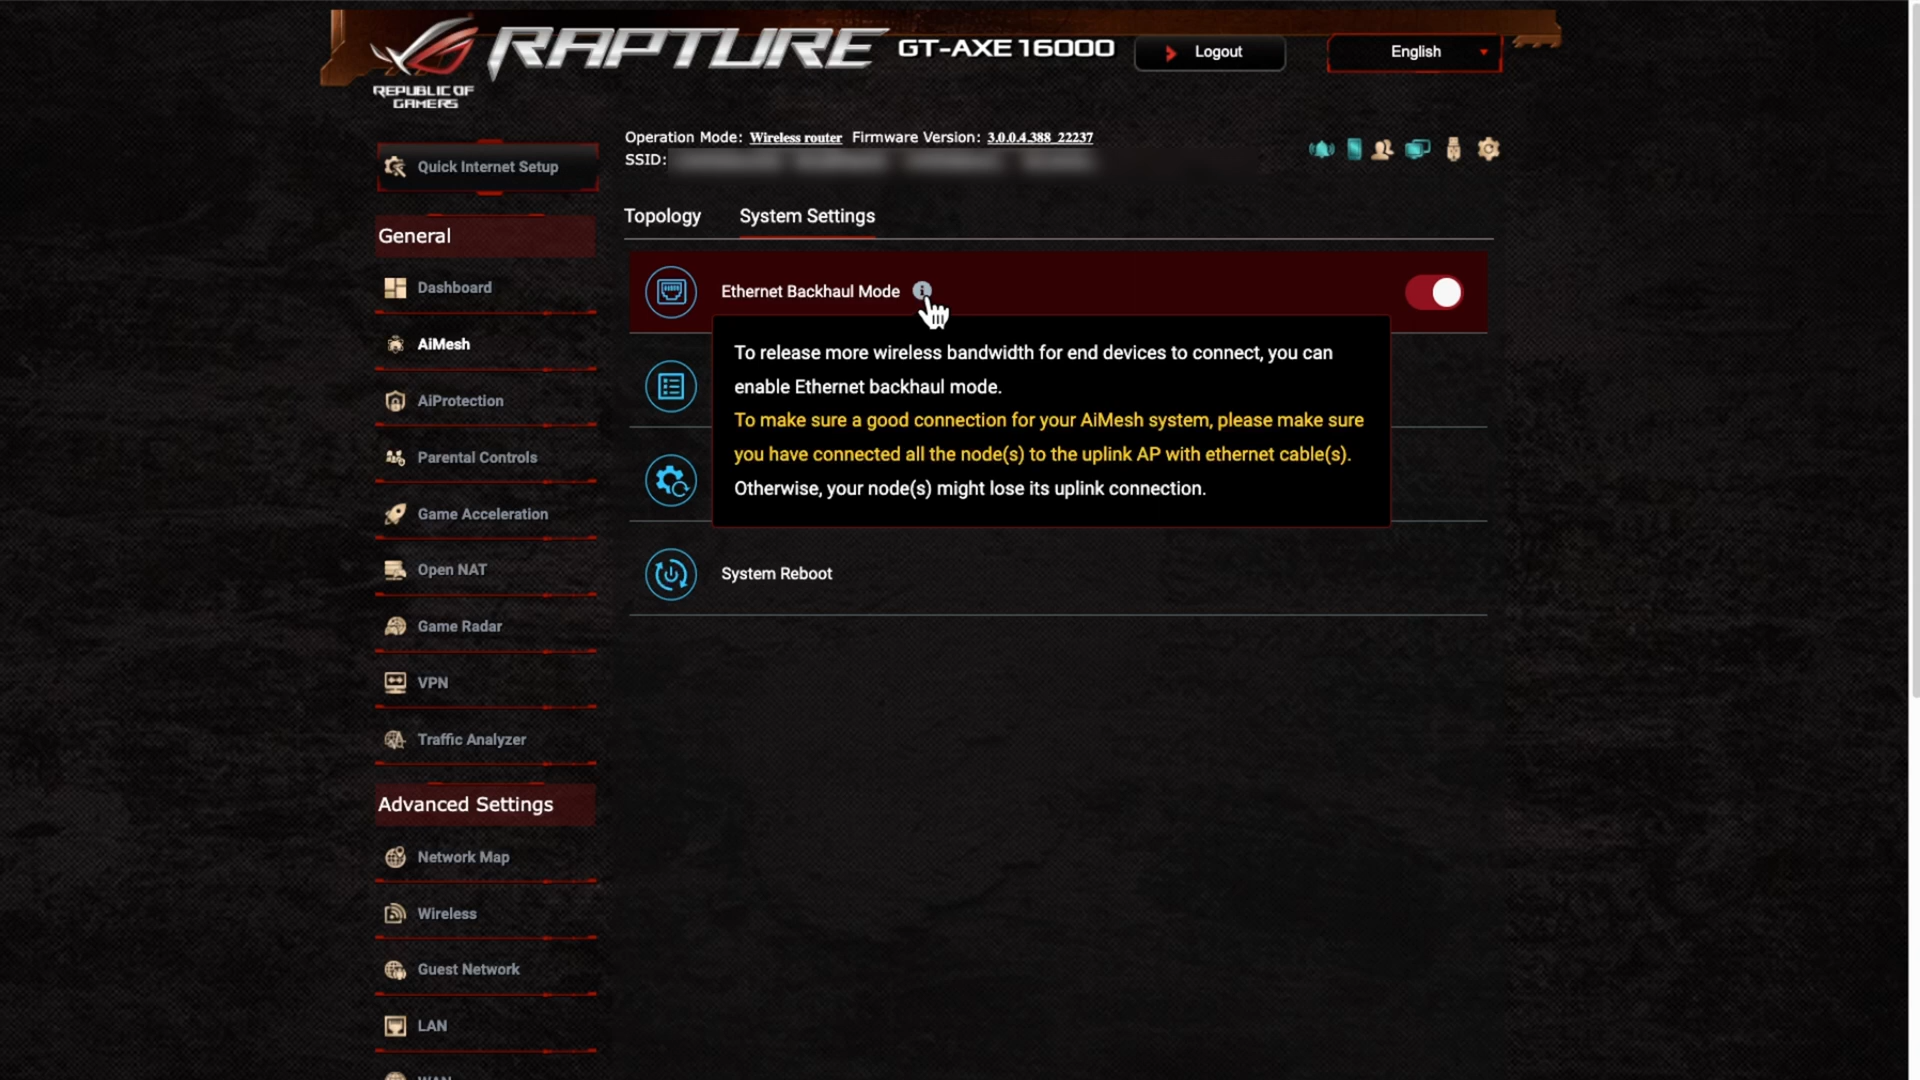 RAPTURE GT-AXE16000
Logout
English
REPUBLIC OF
GAMERS
Operation Mode: Wireless router Firmware Version: 3.0.0.4.388_22237
SSID:
Quick Internet Setup
General
Dashboard
AiMesh
AiProtection
Parental Controls
Game Acceleration
Open NAT
Game Radar
VPN
Traffic Analyzer
Advanced Settings
Network Map
Wireless
Guest Network
LAN
WAN
Topology
System Settings
Ethernet Backhaul Mode
To release more wireless bandwidth for end devices to connect, you can
enable Ethernet backhaul mode.
To make sure a good connection for your AiMesh system, please make sure
you have connected all the node(s) to the uplink AP with ethernet cable(s).
Otherwise, your node(s) might lose its uplink connection.
System Reboot